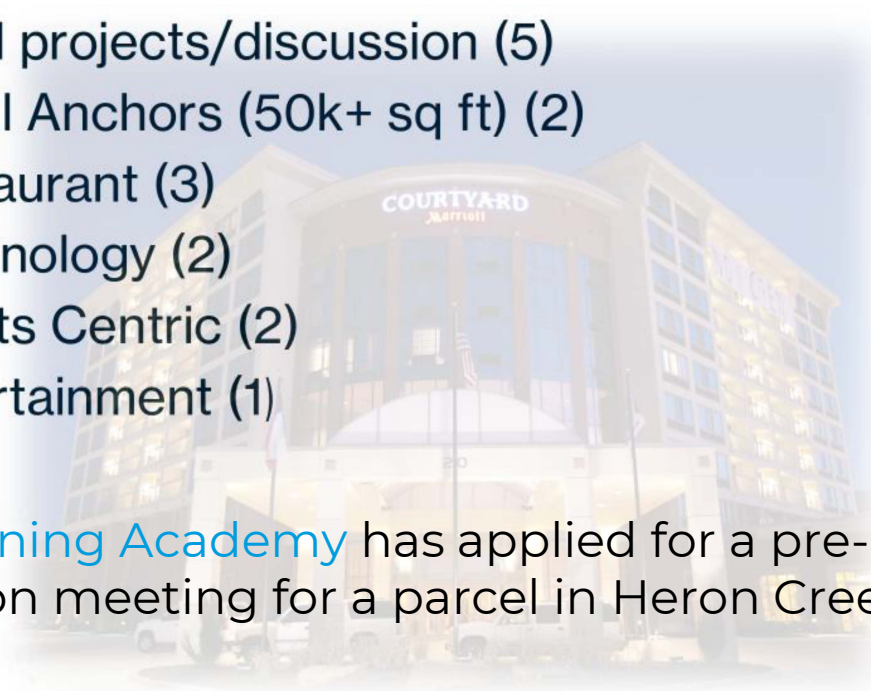 projects/discussion (5)
l Anchors (50k+ sq ft) (2)
aurant (3)
nology (2)
ts Centric (2)
rtainment (1)
COURTYARD
Marriott
210
ning Academy has applied for a pre-
on meeting for a parcel in Heron Cree